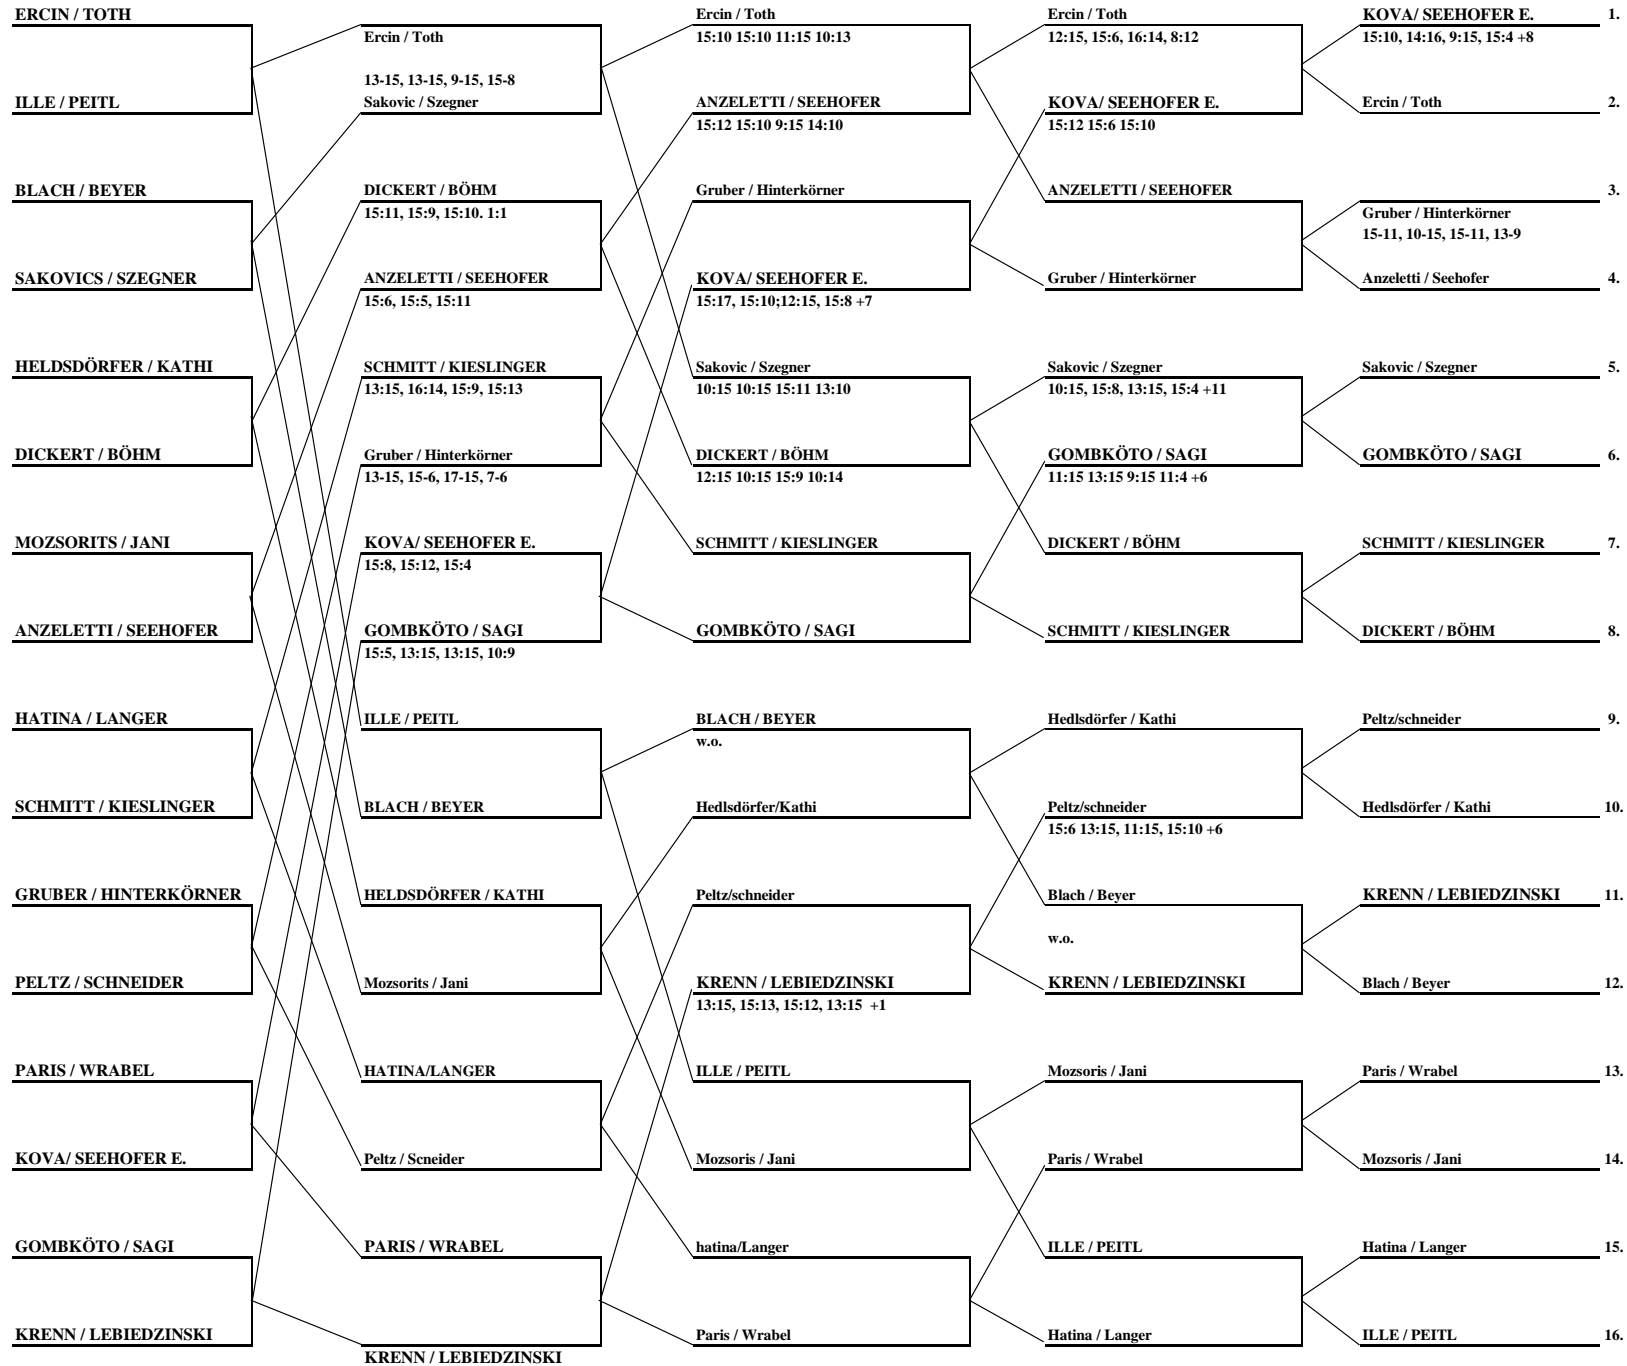 ERCIN / TOTH
ILLE / PEITL
BLACH / BEYER
SAKOVICS / SZEGNER
HELDSDÖRFER / KATHI
DICKERT / BÖHM
MOZSORITS / JANI
ANZELETTI / SEEHOFER
HATINA / LANGER
SCHMITT / KIESLINGER
GRUBER / HINTERKÖRNER
PELTZ / SCHNEIDER
PARIS / WRABEL
KOVA/ SEEHOFER E.
GOMBKÖTO / SAGI
KRENN / LEBIEDZINSKI
Ercin / Toth
13-15, 13-15, 9-15, 15-8
Sakovic / Szegner
DICKERT / BÖHM
15:11, 15:9, 15:10. 1:1
ANZELETTI / SEEHOFER
15:6, 15:5, 15:11
SCHMITT / KIESLINGER
13:15, 16:14, 15:9, 15:13
Gruber / Hinterkörner
13-15, 15-6, 17-15, 7-6
KOVA/ SEEHOFER E.
15:8, 15:12, 15:4
GOMBKÖTO / SAGI
15:5, 13:15, 13:15, 10:9
ILLE / PEITL
BLACH / BEYER
HELDSDÖRFER / KATHI
Mozsorits / Jani
HATINA/LANGER
Peltz / Scneider
PARIS / WRABEL
KRENN / LEBIEDZINSKI
Ercin / Toth
15:10 15:10 11:15 10:13
ANZELETTI / SEEHOFER
15:12 15:10 9:15 14:10
Gruber / Hinterkörner
KOVA/ SEEHOFER E.
15:17, 15:10;12:15, 15:8 +7
Sakovic / Szegner
10:15 10:15 15:11 13:10
DICKERT / BÖHM
12:15 10:15 15:9 10:14
SCHMITT / KIESLINGER
GOMBKÖTO / SAGI
BLACH / BEYER
w.o.
Hedlsdörfer/Kathi
Peltz/schneider
KRENN / LEBIEDZINSKI
13:15, 15:13, 15:12, 13:15 +1
ILLE / PEITL
Mozsoris / Jani
hatina/Langer
Paris / Wrabel
Ercin / Toth
12:15, 15:6, 16:14, 8:12
KOVA/ SEEHOFER E.
15:12 15:6 15:10
ANZELETTI / SEEHOFER
Gruber / Hinterkörner
Sakovic / Szegner
10:15, 15:8, 13:15, 15:4 +11
GOMBKÖTO / SAGI
11:15 13:15 9:15 11:4 +6
DICKERT / BÖHM
SCHMITT / KIESLINGER
Hedlsdörfer / Kathi
Peltz/schneider
15:6 13:15, 11:15, 15:10 +6
Blach / Beyer
w.o.
KRENN / LEBIEDZINSKI
Mozsoris / Jani
Paris / Wrabel
ILLE / PEITL
Hatina / Langer
KOVA/ SEEHOFER E. 1.
15:10, 14:16, 9:15, 15:4 +8
Ercin / Toth 2.
3.
Gruber / Hinterkörner
15-11, 10-15, 15-11, 13-9
Anzeletti / Seehofer 4.
Sakovic / Szegner 5.
GOMBKÖTO / SAGI 6.
SCHMITT / KIESLINGER 7.
DICKERT / BÖHM 8.
Peltz/schneider 9.
Hedlsdörfer / Kathi 10.
KRENN / LEBIEDZINSKI 11.
Blach / Beyer 12.
Paris / Wrabel 13.
Mozsoris / Jani 14.
Hatina / Langer 15.
ILLE / PEITL 16.